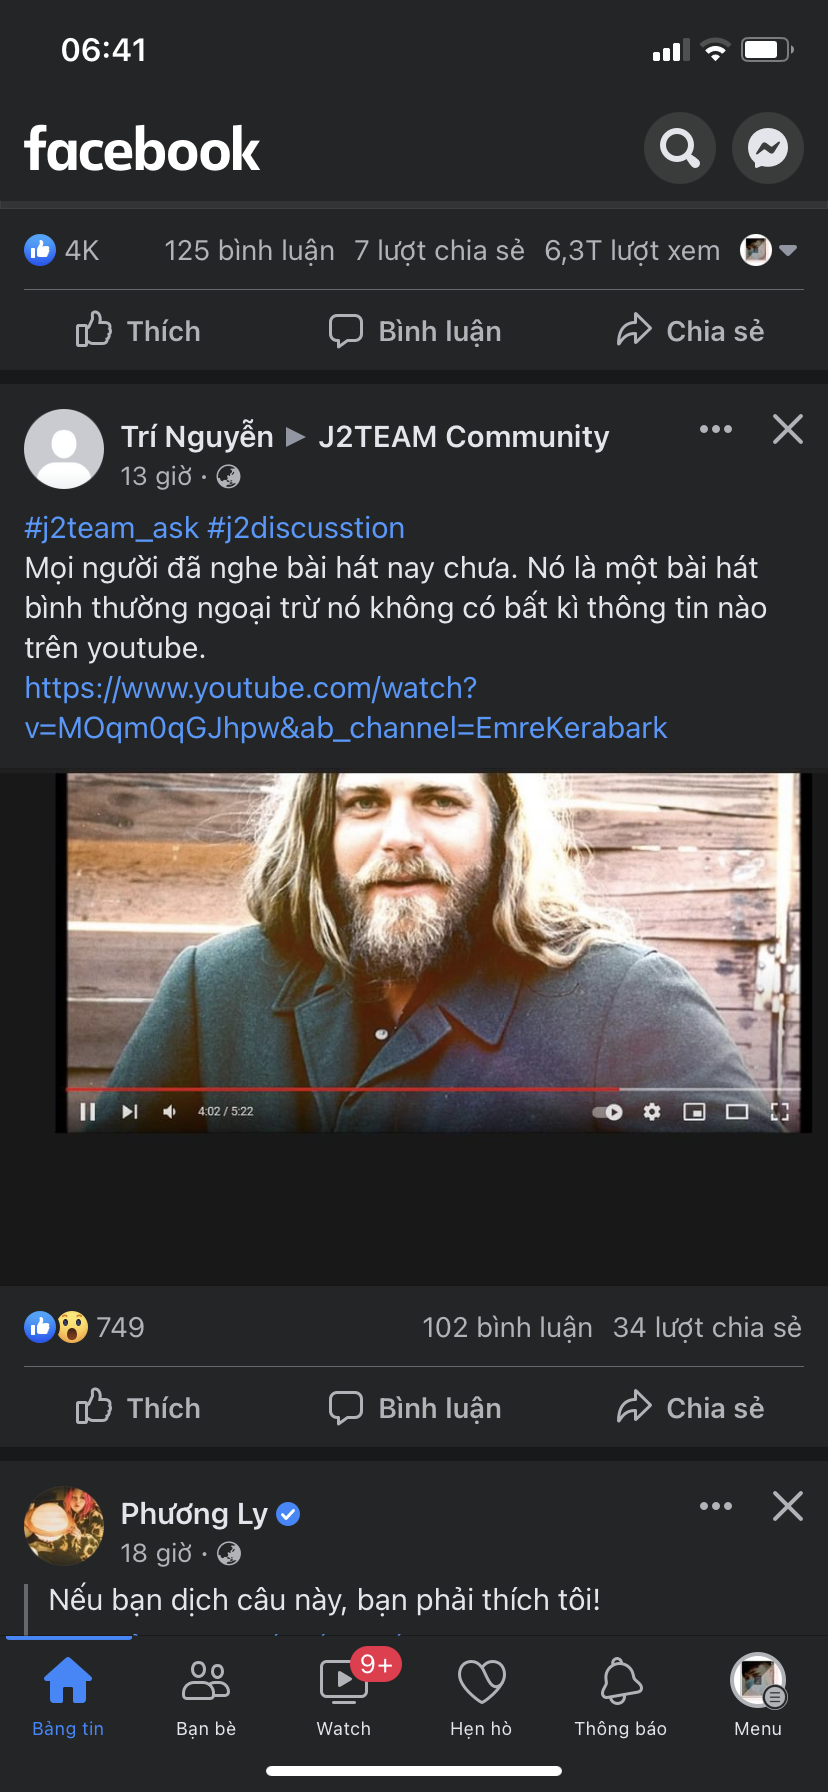 06:41
facebook
4K 125 bình luận 7 lượt chia sẻ 6,3T lượt xem
Thích Bình luận Chia sẻ
Trí Nguyễn ▶ J2TEAM Community
13 giờ ·
#j2team_ask #j2discusstion
Mọi người đã nghe bài hát nay chưa. Nó là một bài hát
bình thường ngoại trừ nó không có bất kì thông tin nào
trên youtube.
https://www.youtube.com/watch?
v=MOqm0qGJhpw&ab_channel=EmreKerabark
4:02 / 5:22
749 102 bình luận 34 lượt chia sẻ
Thích Bình luận Chia sẻ
Phương Ly
18 giờ ·
Nếu bạn dịch câu này, bạn phải thích tôi!
9+
Bảng tin Bạn bè Watch Hẹn hò Thông báo Menu